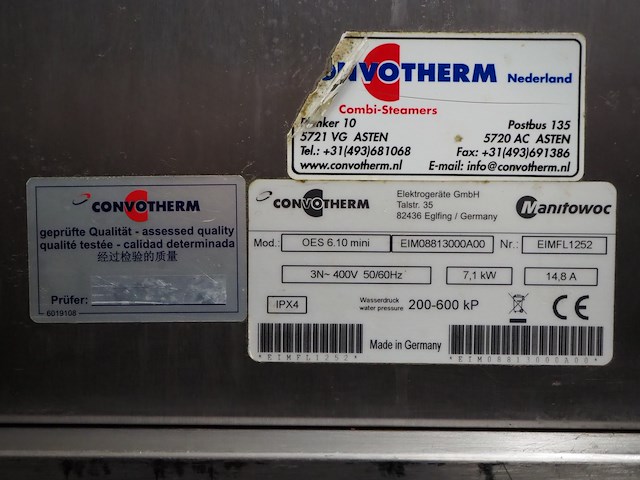 CONVOTHERM Nederland
Combi-Steamers
5721 VG ASTEN
Tel.: +31(493)681068
www.convotherm.nl
Postbus 135
5720 AC ASTEN
Fax: +31(493)691386
E-mail: info@convotherm.nl
CONVOTHERM
geprüfte Qualität - assessed quality
qualité testée - calidad determinada
经过检验的质量
Prüfer:
6019108
CONVOTHERM
Elektrogeräte GmbH
Talstr. 35
82436 Eglfing / Germany
Manitowoc
Mod.: OES 6.10 mini EIM08813000A00 Nr.: EIMFL1252
3N~ 400V 50/60Hz 7,1 kW 14,8 A
IPX4
Wasserdruck
water pressure 200-600 kP
CE
*EIMFL1252*
Made in Germany
*EIM08813000A00*